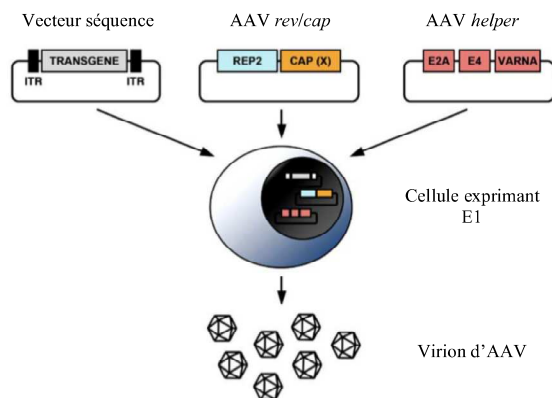 Vecteur séquence
AAV rev/cap
AAV helper
TRANSGENE
ITR
ITR
REP2
CAP (X)
E2A
E4
VARNA
Cellule exprimant
E1
Virion d'AAV